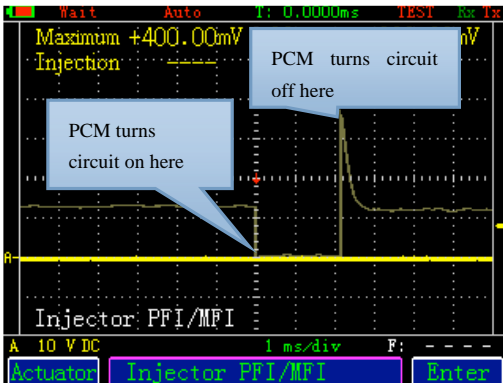 Wait Auto T: 0.0000ms TEST Rx Tx
Maximum +400.00mV mV
Injection ----
PCM turns circuit
off here
PCM turns
circuit on here
A-
Injector PFI/MFI
A 10 V DC 1 ms/div F: ----
Actuator Injector PFI/MFI Enter